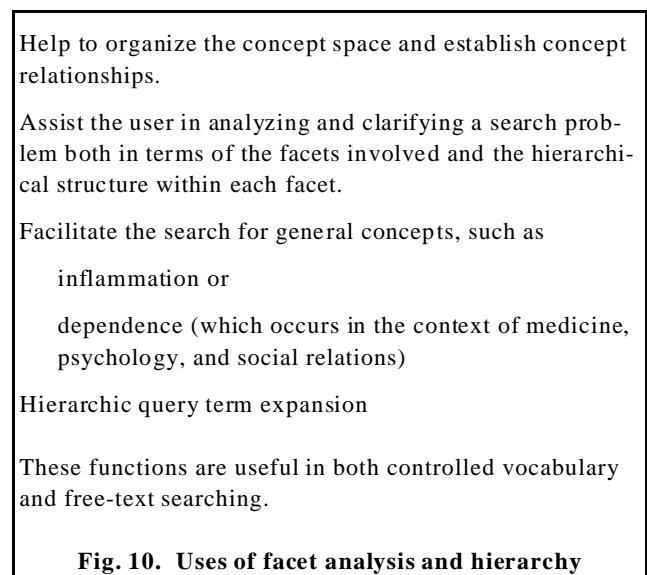 Help to organize the concept space and establish concept
relationships.
Assist the user in analyzing and clarifying a search prob-
lem both in terms of the facets involved and the hierarchi-
cal structure within each facet.
Facilitate the search for general concepts, such as
inflammation or
dependence (which occurs in the context of medicine,
psychology, and social relations)
Hierarchic query term expansion
These functions are useful in both controlled vocabulary
and free-text searching.
Fig. 10. Uses of facet analysis and hierarchy